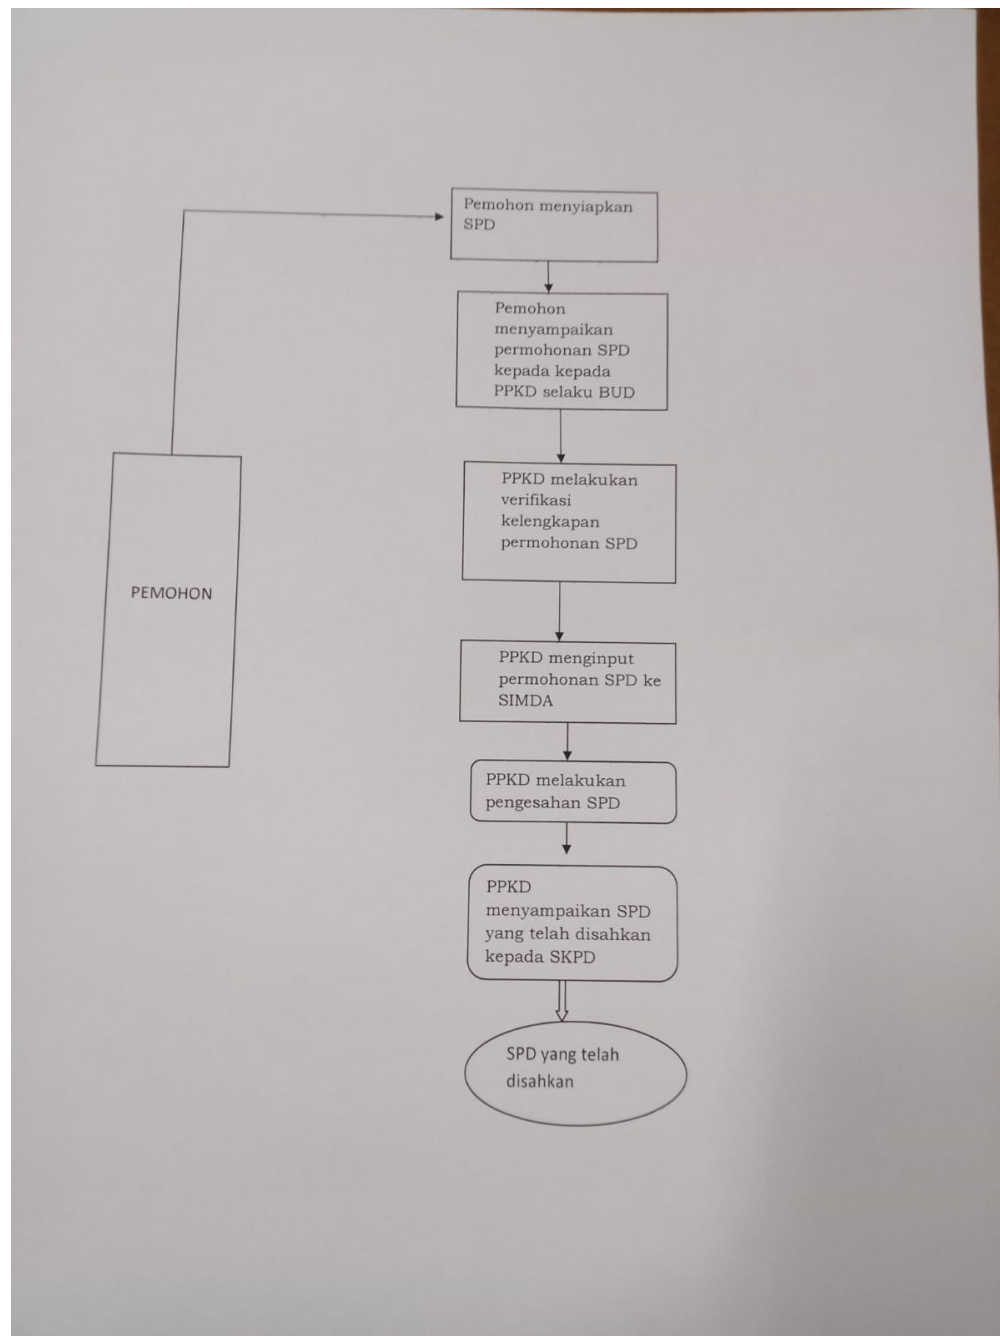 Pemohon menyiapkan
SPD
Pemohon
menyampaikan
permohonan SPD
kepada kepada
PPKD selaku BUD
PPKD melakukan
verifikasi
kelengkapan
permohonan SPD
PEMOHON
PPKD menginput
permohonan SPD ke
SIMDA
PPKD melakukan
pengesahan SPD
PPKD
menyampaikan SPD
yang telah disahkan
kepada SKPD
SPD yang telah
disahkan